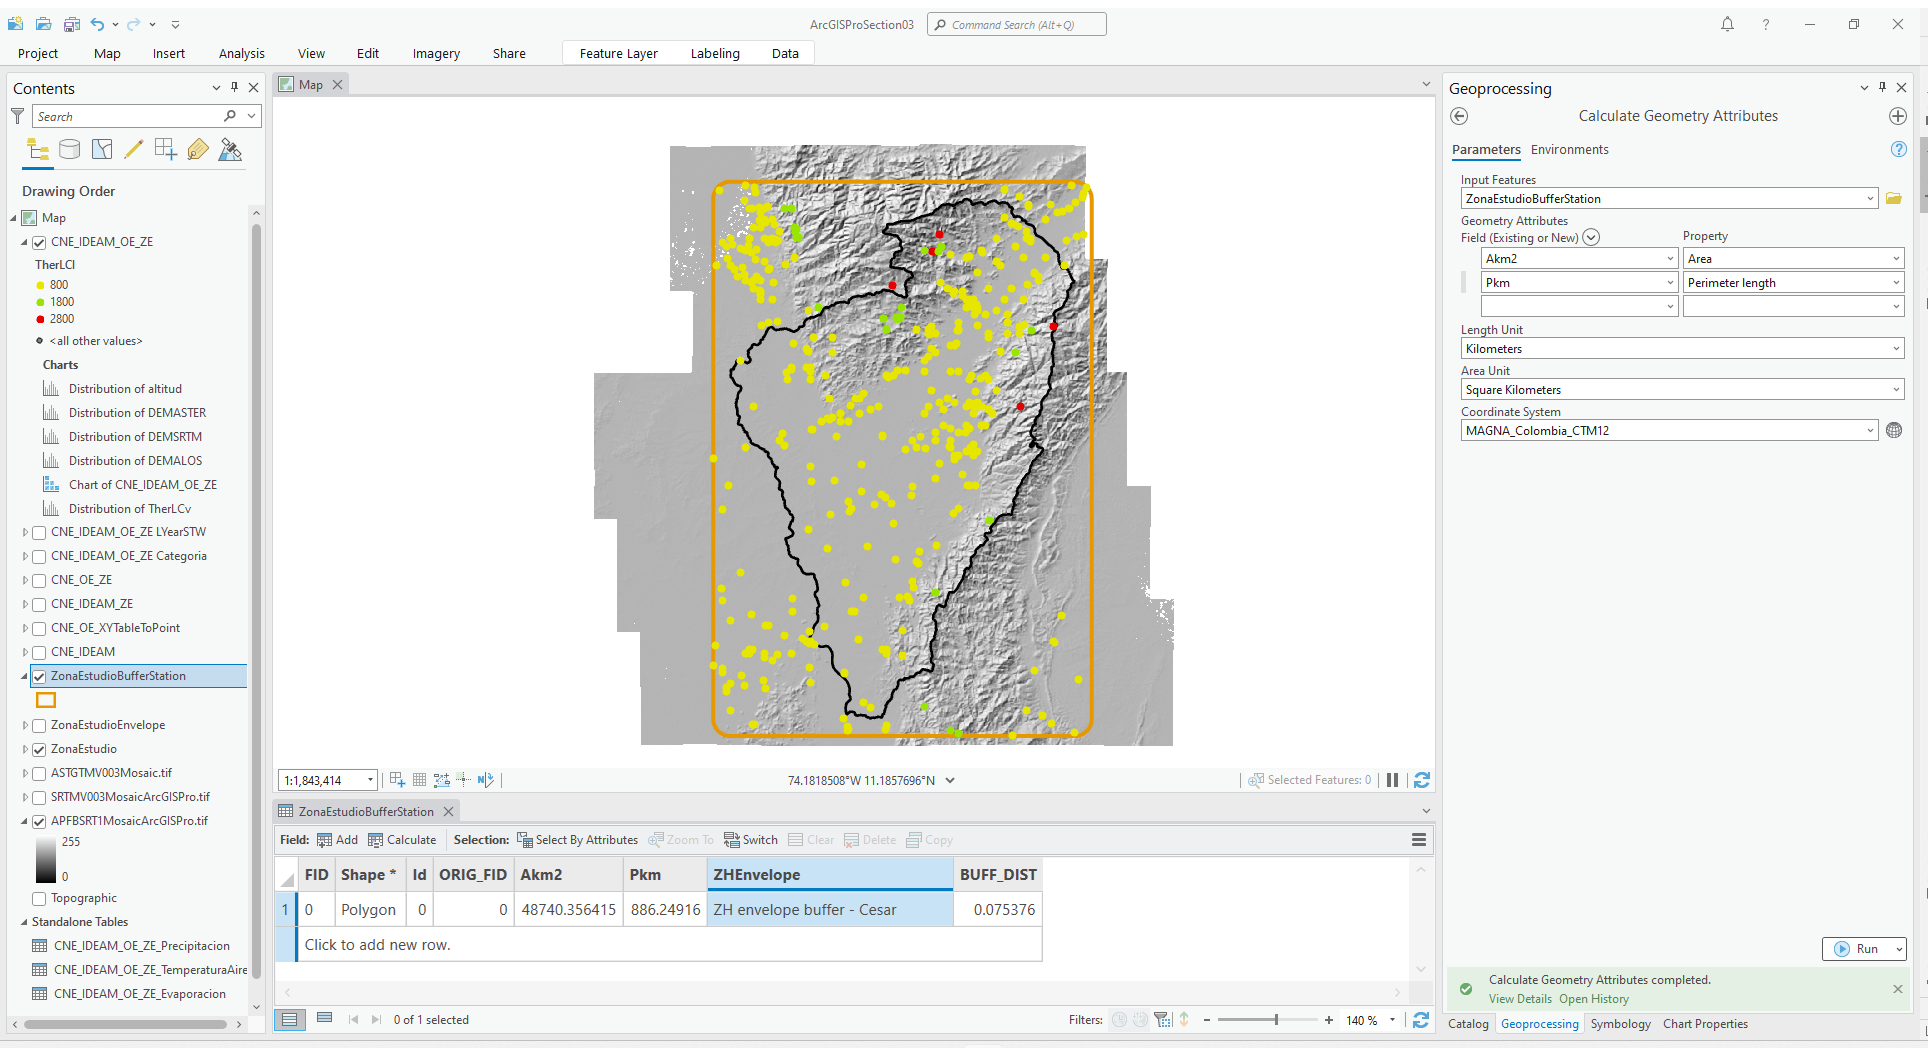 ArcGISProSection03
Command Search (Alt+Q)
?
Project Map Insert Analysis View Edit Imagery Share Feature Layer Labeling Data
Contents
Search
Drawing Order
Map
CNE_IDEAM_OE_ZE
TherLCI
800
1800
2800
<all other values>
Charts
Distribution of altitud
Distribution of DEMASTER
Distribution of DEMSRTM
Distribution of DEMALOS
Chart of CNE_IDEAM_OE_ZE
Distribution of TherLCv
CNE_IDEAM_OE_ZE LYearSTW
CNE_IDEAM_OE_ZE Categoria
CNE_OE_ZE
CNE_IDEAM_ZE
CNE_OE_XYTableToPoint
CNE_IDEAM
ZonaEstudioBufferStation
ZonaEstudioEnvelope
ZonaEstudio
ASTGTMV003Mosaic.tif
SRTMV003MosaicArcGISPro.tif
APFBSRT1MosaicArcGISPro.tif
255
0
Topographic
Standalone Tables
CNE_IDEAM_OE_ZE_Precipitacion
CNE_IDEAM_OE_ZE_TemperaturaAire
CNE_IDEAM_OE_ZE_Evaporacion
Map
1:1,843,414
74.1818508°W 11.1857696°N
Selected Features: 0
ZonaEstudioBufferStation
Field: Add Calculate Selection: Select By Attributes Zoom To Switch Clear Delete Copy
FID Shape * Id ORIG_FID Akm2 Pkm ZHEnvelope BUFF_DIST
1 0 Polygon 0 0 48740.356415 886.24916 ZH envelope buffer - Cesar 0.075376
Click to add new row.
0 of 1 selected
Filters:
- + 140 %
Geoprocessing
Calculate Geometry Attributes
Parameters Environments
?
Input Features
ZonaEstudioBufferStation
Geometry Attributes
Field (Existing or New) Property
Akm2 Area
Pkm Perimeter length
Length Unit
Kilometers
Area Unit
Square Kilometers
Coordinate System
MAGNA_Colombia_CTM12
Run
Calculate Geometry Attributes completed.
View Details Open History
Catalog Geoprocessing Symbology Chart Properties